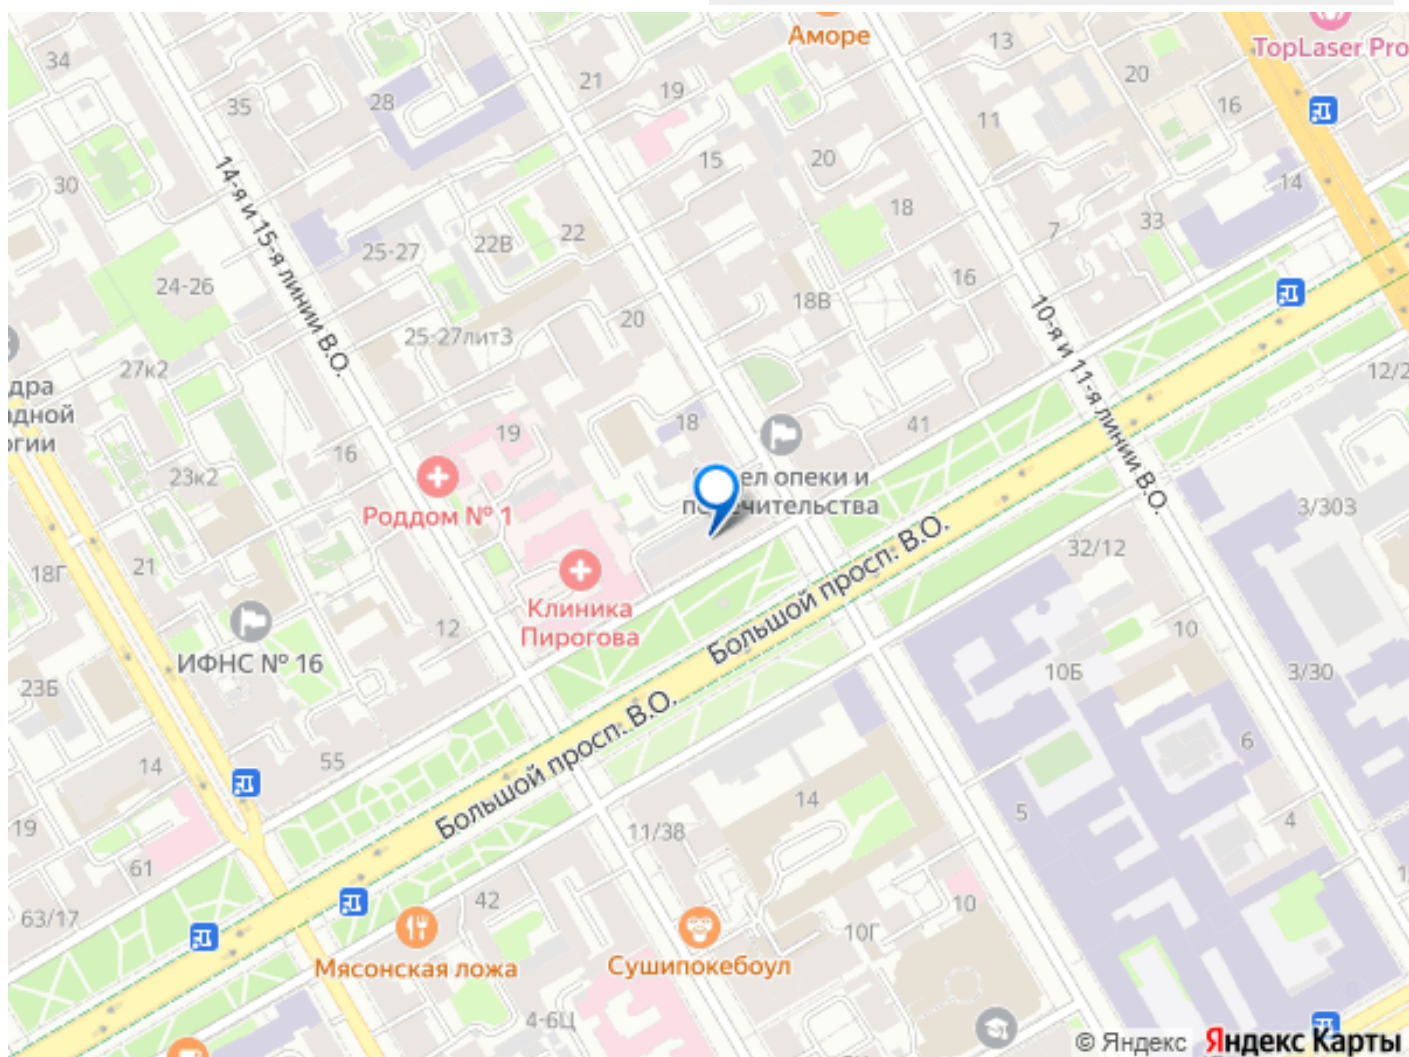 Аморе
TopLaser Pro
34
13
20
21
19
28
35
16
11
15
20
14
30
18
33
7
22
22В
25-27
14-я и 15-я линии В.О.
24-26
16
18В
20
10-я и 11-я линии В.О.
25-27лит3
27к2
12/2
дра
адной
огии
18
41
19
16
23к2
ел опеки и
Роддом № 1
3/303
Большой просп. В.О.
32/12
18Г
21
Клиника
Пирогова
12
10
ИФНС № 16
10Б
3/30
23Б
Большой просп. В.О.
6
55
14
14
5
4
19
11/38
61
42
63/17
10
10Г
Мясонская ложа
Сушипокебоул
4-6Ц
© Яндекс Яндекс Карты